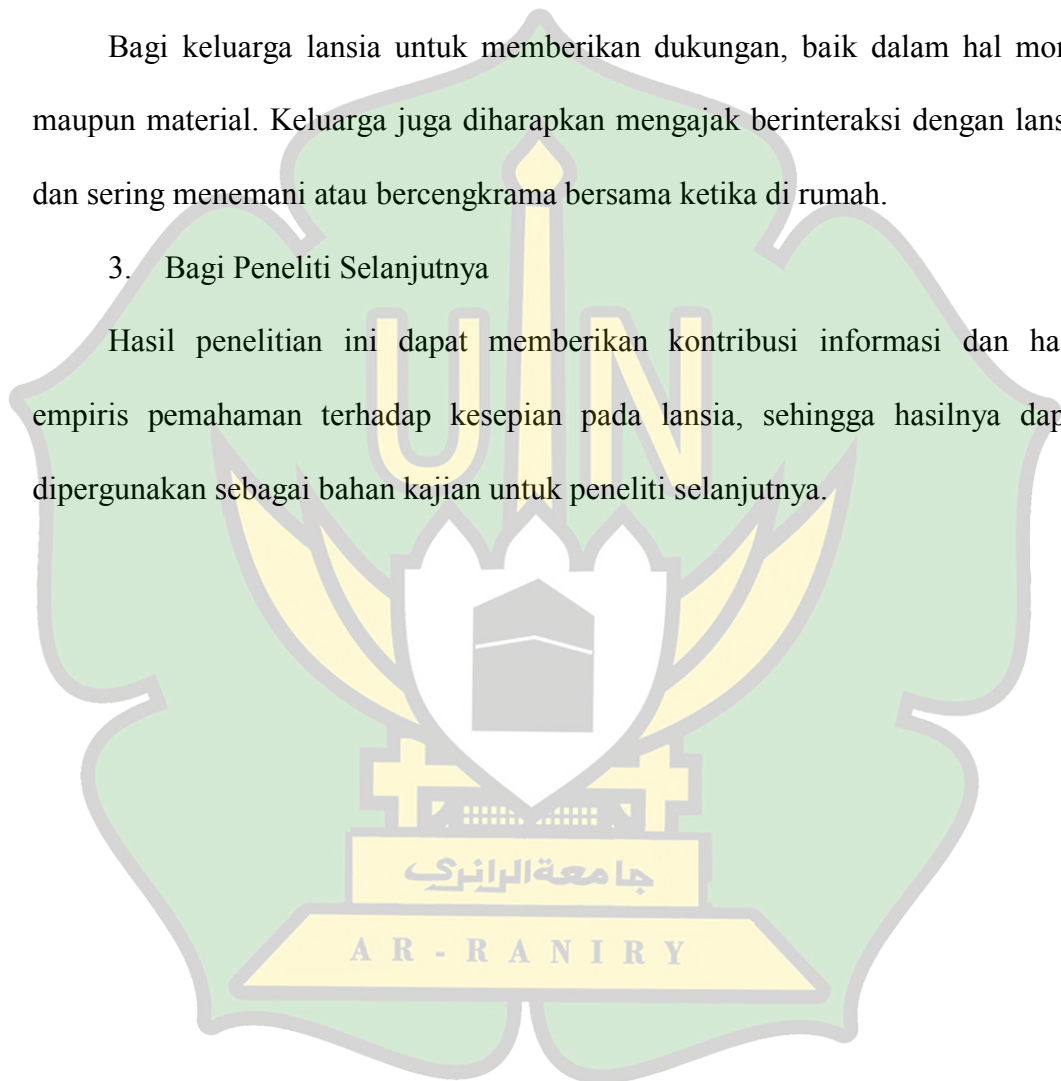 Bagi keluarga lansia untuk memberikan dukungan, baik dalam hal mor
maupun material. Keluarga juga diharapkan mengajak berinteraksi dengan lans
dan sering menemani atau bercengkrama bersama ketika di rumah.
3. Bagi Peneliti Selanjutnya
Hasil penelitian ini dapat memberikan kontribusi informasi dan ha
empiris pemahaman terhadap kesepian pada lansia, sehingga hasilnya dap
dipergunakan sebagai bahan kajian untuk peneliti selanjutnya.
UIN
جامعة الرانري
AR-RANIRY